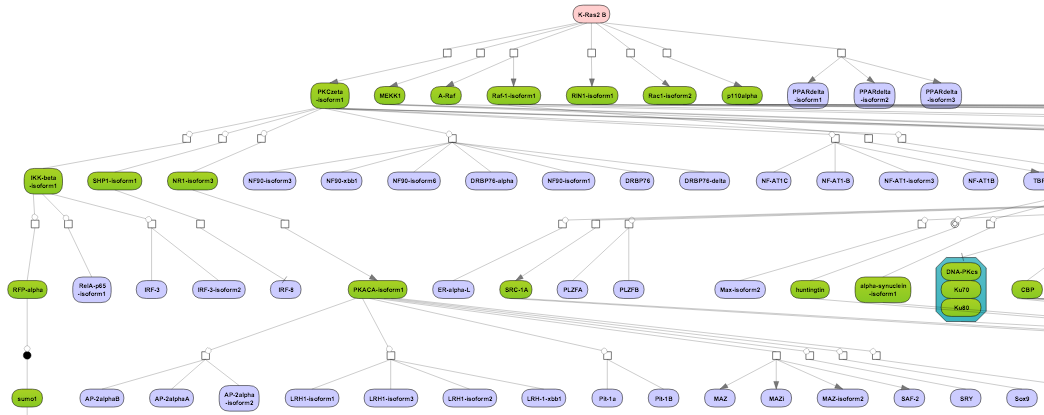 K-Ras2 B
PKCzeta
-isoform1
MEKK1
A-Raf
Raf-1-isoform1
RIN1-isoform1
Rac1-isoform2
p110alpha
PPARdelta
-isoform1
PPARdelta
-isoform2
PPARdelta
-isoform3
IKK-beta
-isoform1
SHP1-isoform1
NR1-isoform3
NF90-isoform3
NF90-xbb1
NF90-isoform6
DRBP76-alpha
NF90-isoform1
DRBP76
DRBP76-delta
NF-AT1C
NF-AT1-B
NF-AT1-isoform3
NF-AT1B
TBP
RFP-alpha
RelA-p65
-isoform1
IRF-3
IRF-3-isoform2
IRF-8
PKACA-isoform1
ER-alpha-L
SRC-1A
PLZFA
PLZFB
Max-isoform2
huntingtin
alpha-synuclein
-isoform1
DNA-PKcs
Ku70
Ku80
CBP
sumo1
AP-2alphaB
AP-2alphaA
AP-2alpha
-isoform2
LRH1-isoform1
LRH1-isoform3
LRH1-isoform2
LRH-1-xbb1
Pit-1a
Pit-1B
MAZ
MAZi
MAZ-isoform2
SAF-2
SRY
Sox9